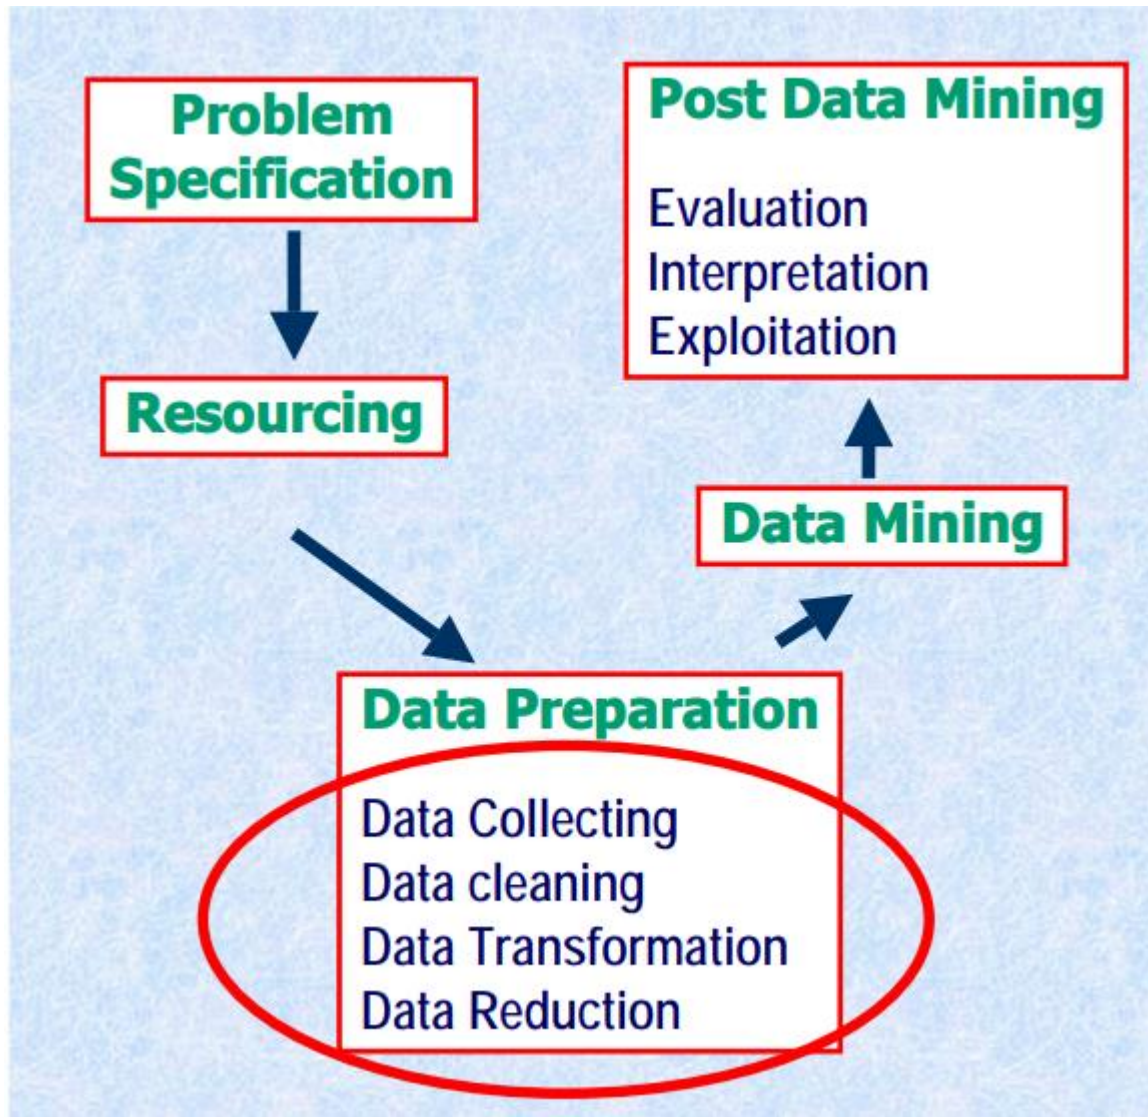 Problem
Specification
Resourcing
Data Preparation
Data Collecting
Data cleaning
Data Transformation
Data Reduction
Data Mining
Post Data Mining
Evaluation
Interpretation
Exploitation